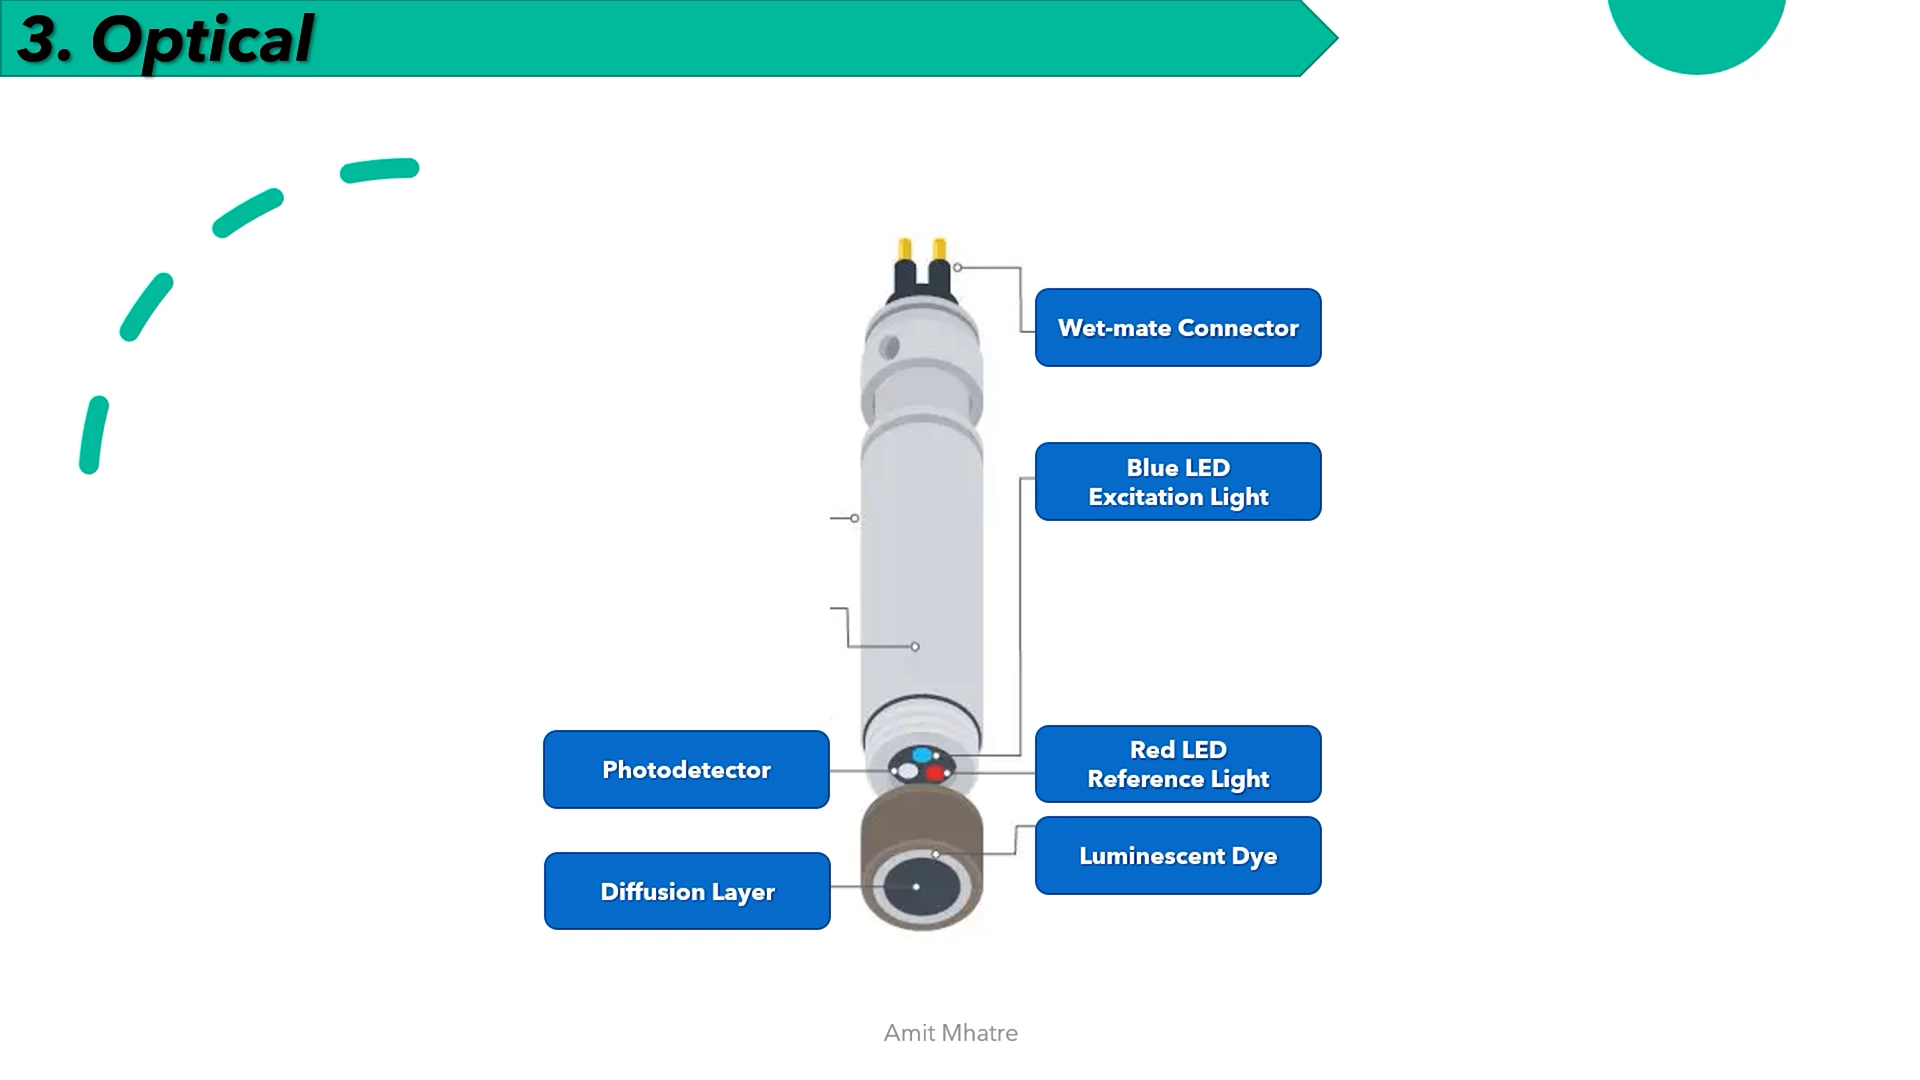 3. Optical
Wet-mate Connector
Blue LED
Excitation Light
Photodetector
Red LED
Reference Light
Luminescent Dye
Diffusion Layer
Amit Mhatre